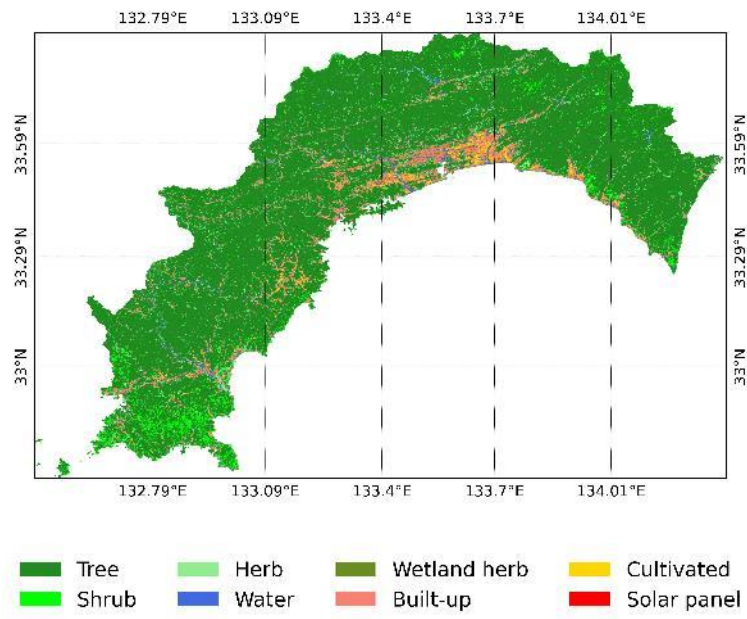 132.79°E 133.09°E 133.4°E 133.7°E 134.01°E
33.59°N 33.59°N
33.29°N 33.29°N
33°N 33°N
132.79°E 133.09°E 133.4°E 133.7°E 134.01°E
Tree Herb Wetland herb Cultivated
Shrub Water Built-up Solar panel